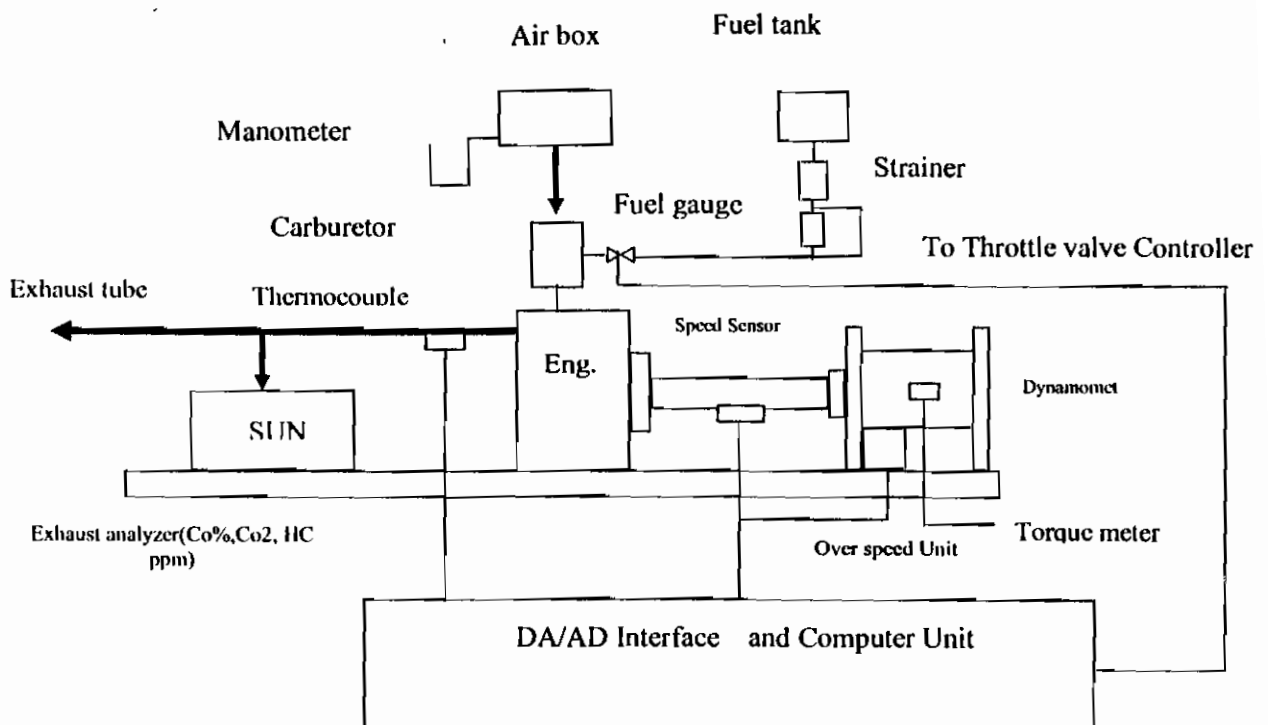 Air box
Fuel tank
Manometer
Strainer
Fuel gauge
Carburetor
To Throttle valve Controller
Exhaust tube
Thermocouple
Speed Sensor
Eng.
Dynamomet
SUN
Exhaust analyzer(Co%,Co2, HC
ppm)
Torque meter
Over speed Unit
DA/AD Interface and Computer Unit